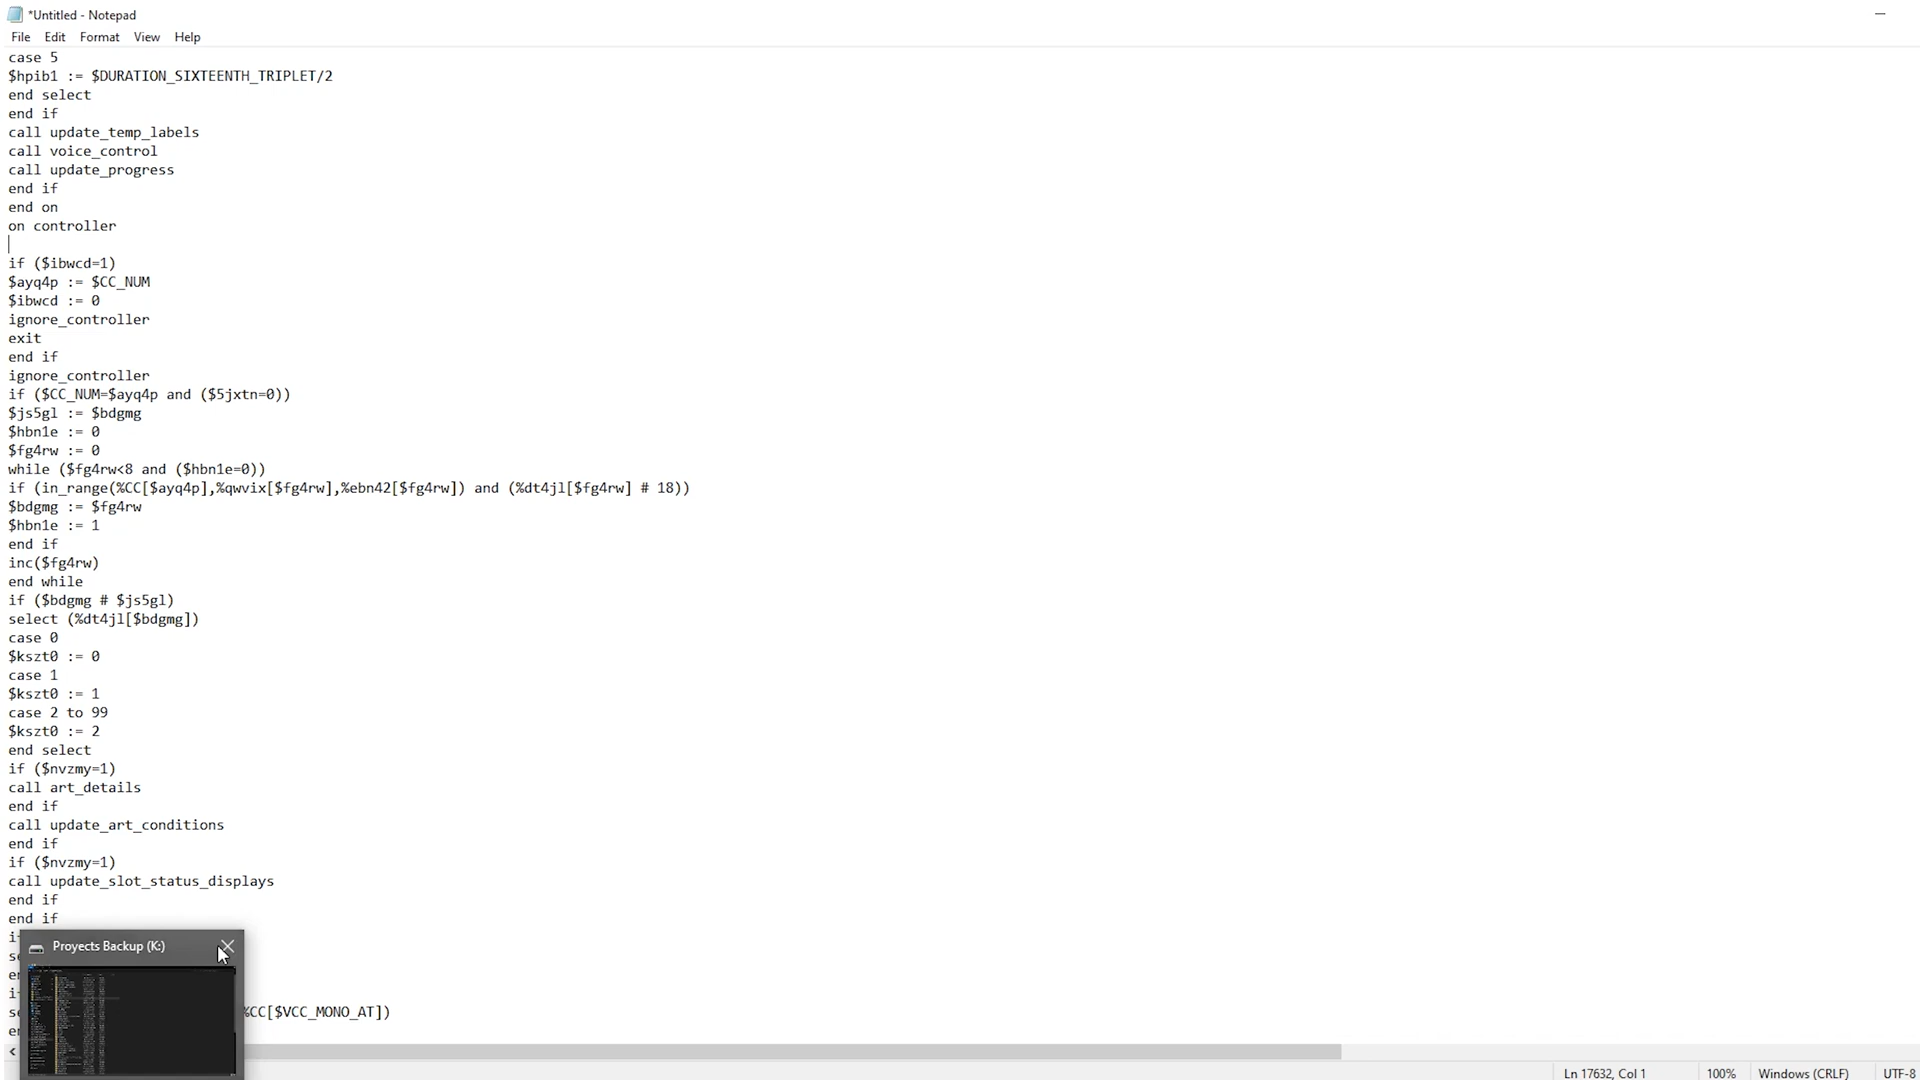 *Untitled - Notepad
File Edit Format View Help
case 5
$hpib1 := $DURATION_SIXTEENTH_TRIPLET/2
end select
end if
call update_temp_labels
call voice_control
call update_progress
end if
end on
on controller
if ($ibwcd=1)
$ayq4p := $CC_NUM
$ibwcd := 0
ignore_controller
exit
end if
ignore_controller
if ($CC_NUM=$ayq4p and ($5jxtn=0))
$js5gl := $bdgmg
$hbn1e := 0
$fg4rw := 0
while ($fg4rw<8 and ($hbn1e=0))
if (in_range(%CC[$ayq4p],%qwvix[$fg4rw],%ebn42[$fg4rw]) and (%dt4jl[$fg4rw] # 18))
$bdgmg := $fg4rw
$hbn1e := 1
end if
inc($fg4rw)
end while
if ($bdgmg # $js5gl)
select (%dt4jl[$bdgmg])
case 0
$kszt0 := 0
case 1
$kszt0 := 1
case 2 to 99
$kszt0 := 2
end select
if ($nvzmy=1)
call art_details
end if
call update_art_conditions
end if
if ($nvzmy=1)
call update_slot_status_displays
end if
end if
Proyects Backup (K:)
%CC[$VCC_MONO_AT])
Ln 17632, Col 1 100% Windows (CRLF) UTF-8